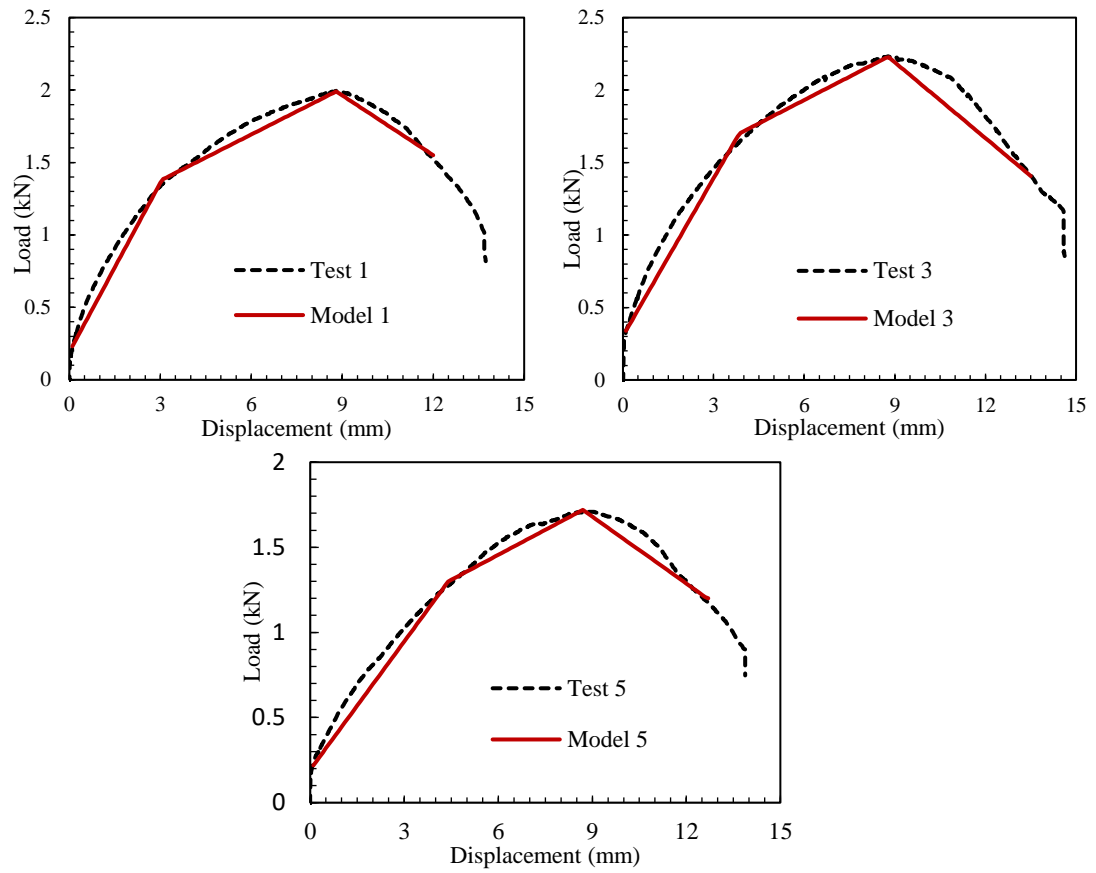 2.5
2
1.5
1
0.5
0
Load (kN)
0 3 6 9 12 15
Displacement (mm)
Test 1
Model 1
2.5
2
1.5
1
0.5
0
Load (kN)
0 3 6 9 12 15
Displacement (mm)
Test 3
Model 3
2
1.5
1
0.5
0
Load (kN)
0 3 6 9 12 15
Displacement (mm)
Test 5
Model 5